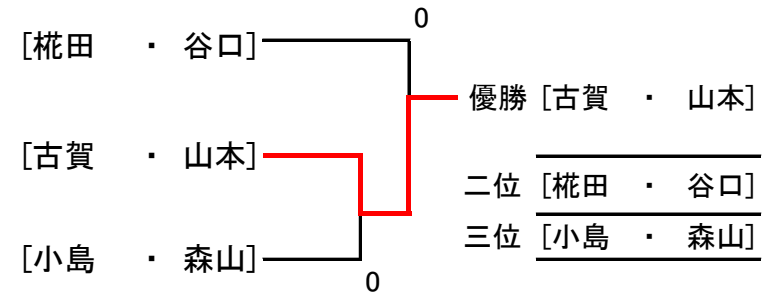 0
[椛田 ・ 谷口]
優勝 [古賀 ・ 山本]
[古賀 ・ 山本]
二位 [椛田 ・ 谷口]
三位 [小島 ・ 森山]
[小島 ・ 森山]
0